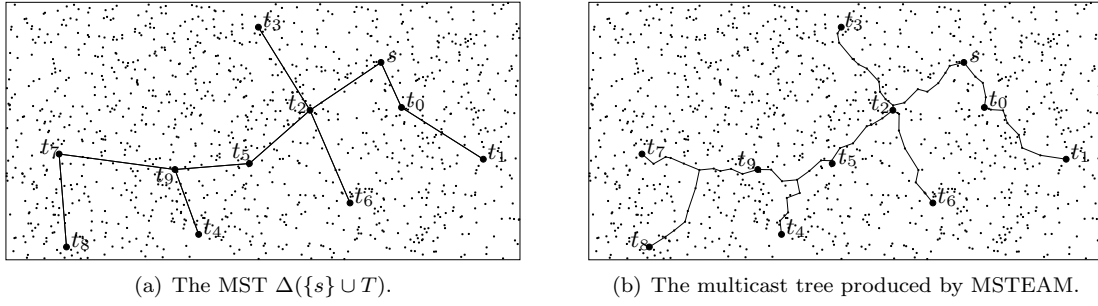 t₃
s
t₂
t₀
t₇
t₅
t₁
t₉
t₆
t₄
t₈
(a) The MST Δ({s} ∪ T).
t₃
s
t₂
t₀
t₇
t₅
t₁
t₉
t₆
t₄
t₈
(b) The multicast tree produced by MSTEAM.